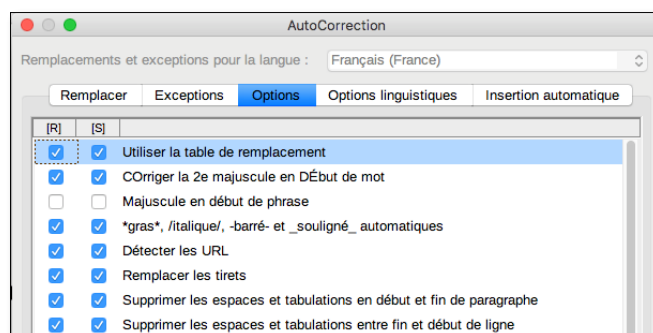 AutoCorrection
Remplacements et exceptions pour la langue : Français (France)
Remplacer Exceptions Options Options linguistiques Insertion automatique
[R] [S]
Utiliser la table de remplacement
COrriger la 2e majuscule en DÉbut de mot
Majuscule en début de phrase
*gras*, /italique/, -barré- et _souligné_ automatiques
Détecter les URL
Remplacer les tirets
Supprimer les espaces et tabulations en début et fin de paragraphe
Supprimer les espaces et tabulations entre fin et début de ligne